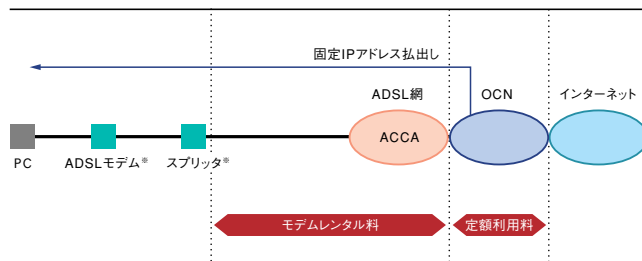 固定IPアドレス払出し
ADSL網
OCN
インターネット
ACCA
PC
ADSLモデム※
スプリッタ※
モデムレンタル料
定額利用料